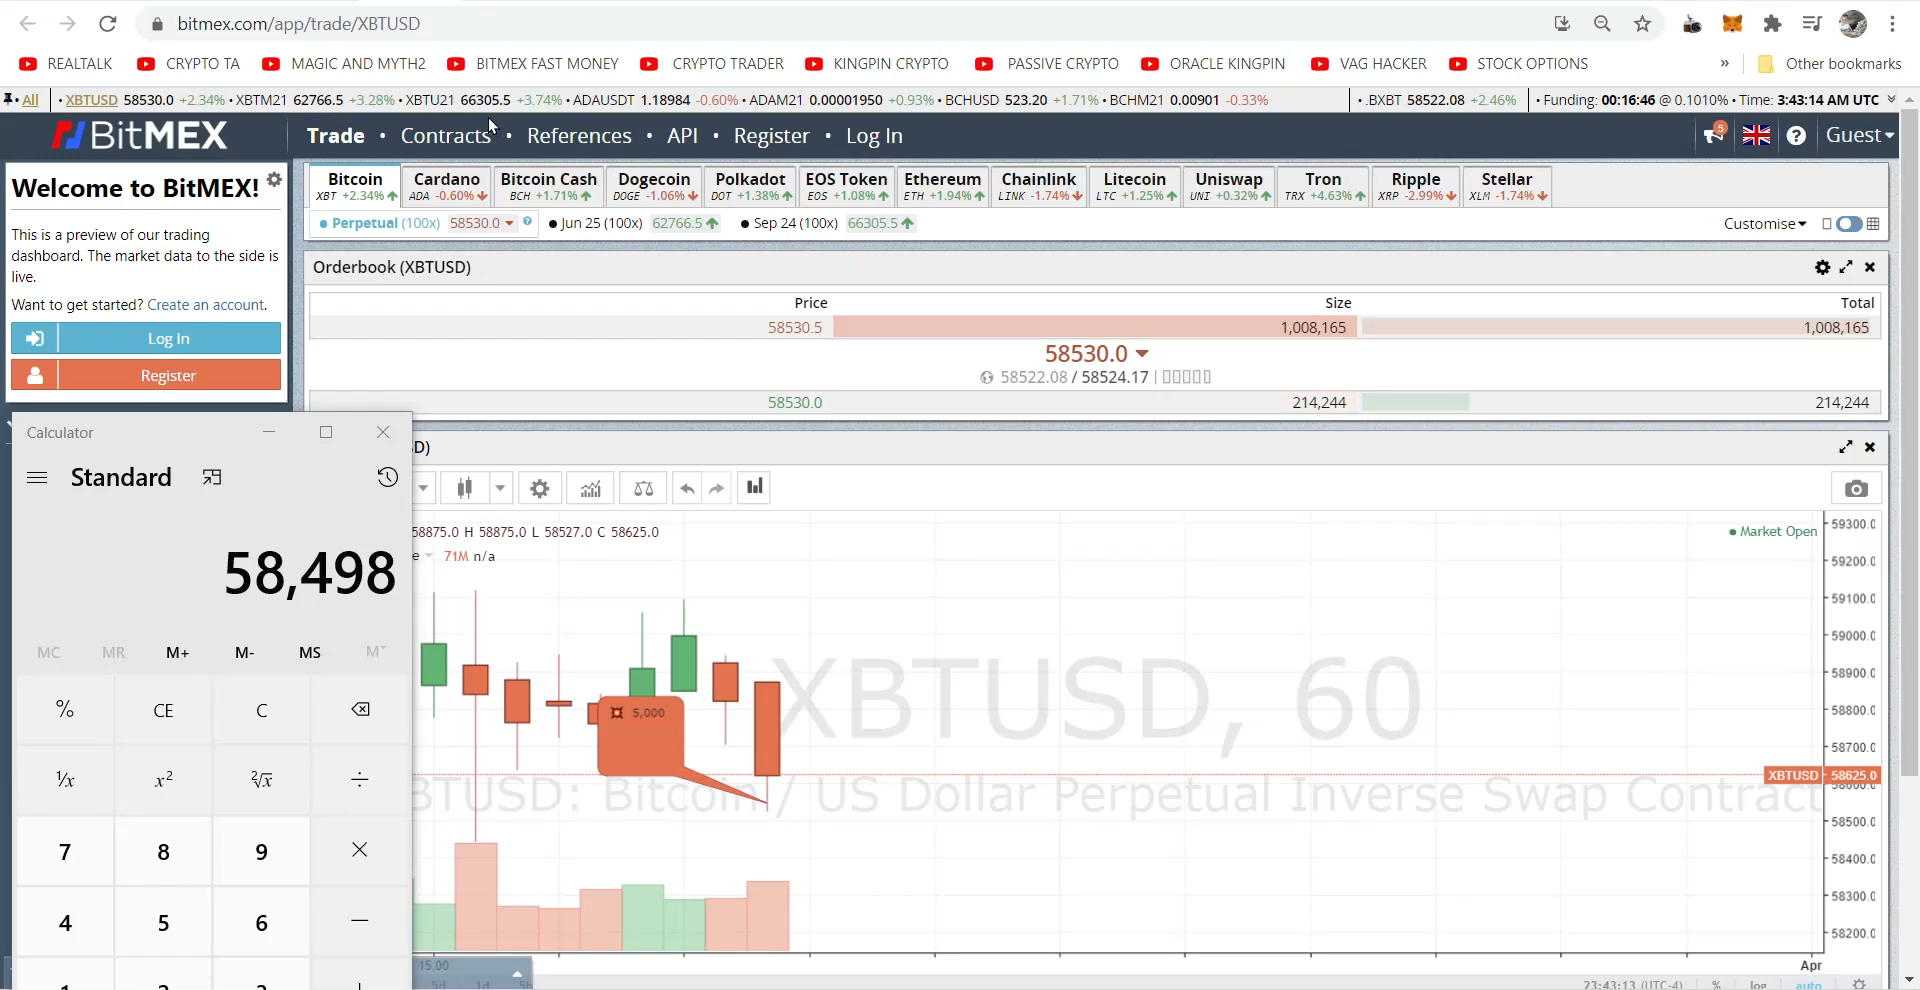 bitmex.com/app/trade/XBTUSD
REALTALK CRYPTO TA MAGIC AND MYTH2 BITMEX FAST MONEY CRYPTO TRADER KINGPIN CRYPTO PASSIVE CRYPTO ORACLE KINGPIN VAG HACKER STOCK OPTIONS » Other bookmarks
• All • XBTUSD 58530.0 +2.34% • XBTM21 62766.5 +3.28% • XBTU21 66305.5 +3.74% • ADAUSDT 1.18984 -0.60% • ADAM21 0.00001950 +0.93% • BCHUSD 523.20 +1.71% • BCHM21 0.00901 -0.33% • .BXBT 58522.08 +2.46% • Funding: 00:16:46 @ 0.1010% • Time: 3:43:14 AM UTC
BitMEX Trade • Contracts • References • API • Register • Log In 5 Guest
Welcome to BitMEX!
This is a preview of our trading
dashboard. The market data to the side is
live.
Want to get started? Create an account.
Log In
Register
Bitcoin Cardano Bitcoin Cash Dogecoin Polkadot EOS Token Ethereum Chainlink Litecoin Uniswap Tron Ripple Stellar
XBT +2.34% ADA -0.60% BCH +1.71% DOGE -1.06% DOT +1.38% EOS +1.08% ETH +1.94% LINK -1.74% LTC +1.25% UNI +0.32% TRX +4.63% XRP -2.99% XLM -1.74%
• Perpetual (100x) 58530.0 ? • Jun 25 (100x) 62766.5 • Sep 24 (100x) 66305.5 Customise
Orderbook (XBTUSD)
Price Size Total
58530.5 1,008,165 1,008,165
58530.0
58522.08 / 58524.17 |
58530.0 214,244 214,244
Calculator
Standard
58,498
MC MR M+ M- MS M˅
% CE C
¹/x x² ²√x ÷
7 8 9 ×
4 5 6 −
D)
58875.0 H 58875.0 L 58527.0 C 58625.0
e 71M n/a
• Market Open
5,000
XBTUSD, 60
BTUSD: Bitcoin / US Dollar Perpetual Inverse Swap Contract
59300.0
59200.0
59100.0
59000.0
58900.0
58800.0
58700.0
XBTUSD 58625.0
58600.0
58500.0
58400.0
58300.0
58200.0
15:00 Apr
5d 1d 23:43:13 (UTC-4) % log auto